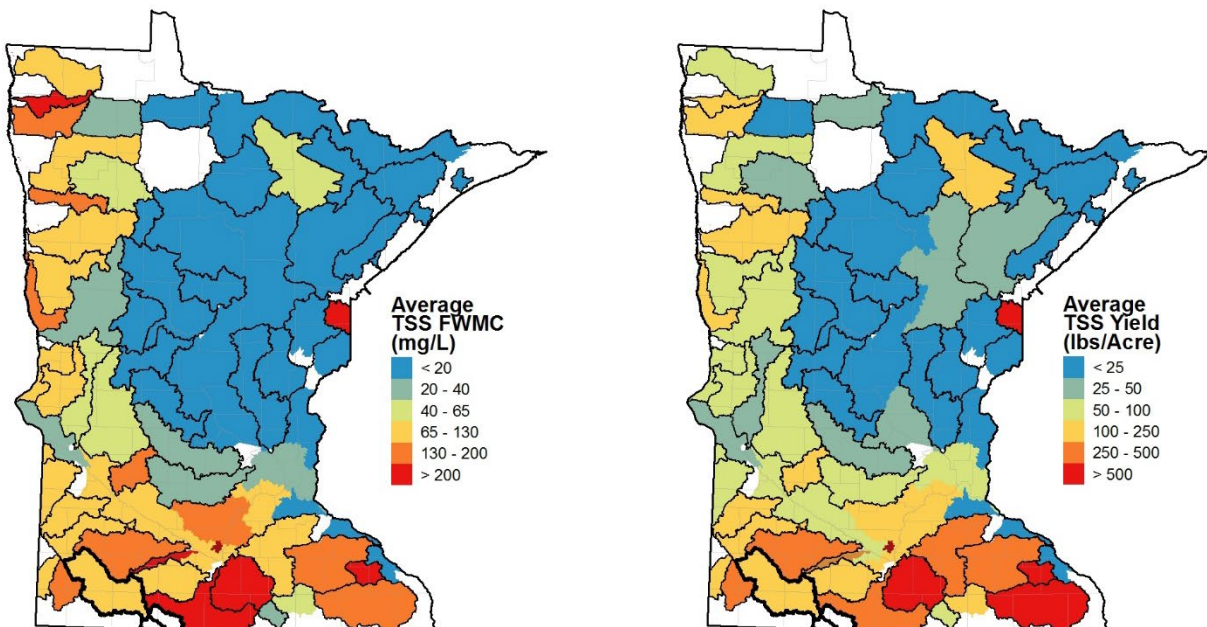 Average
TSS FWMC
(mg/L)
< 20
20 - 40
40 - 65
65 - 130
130 - 200
> 200
Average
TSS Yield
(lbs/Acre)
< 25
25 - 50
50 - 100
100 - 250
250 - 500
> 500